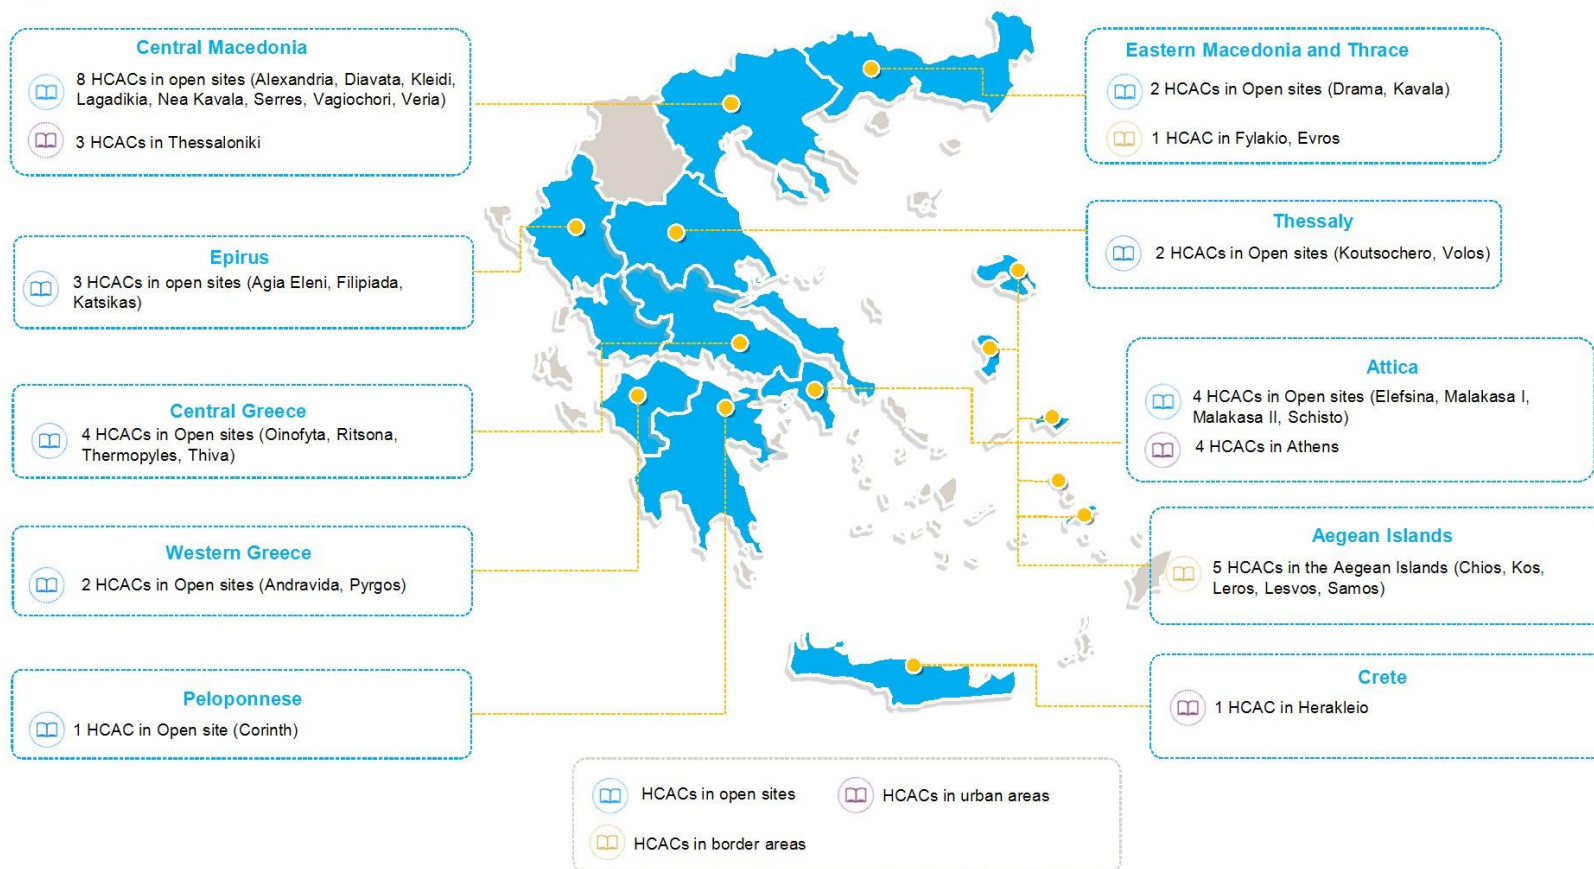 Central Macedonia
8 HCACs in open sites (Alexandria, Diavata, Kleidi,
Lagadikia, Nea Kavala, Serres, Vagiochori, Veria)
3 HCACs in Thessaloniki
Eastern Macedonia and Thrace
2 HCACs in Open sites (Drama, Kavala)
1 HCAC in Fylakio, Evros
Epirus
3 HCACs in open sites (Agia Eleni, Filipiada,
Katsikas)
Thessaly
2 HCACs in Open sites (Koutsochero, Volos)
Central Greece
4 HCACs in Open sites (Oinofyta, Ritsona,
Thermopyles, Thiva)
Attica
4 HCACs in Open sites (Elefsina, Malakasa I,
Malakasa II, Schisto)
4 HCACs in Athens
Western Greece
2 HCACs in Open sites (Andravida, Pyrgos)
Aegean Islands
5 HCACs in the Aegean Islands (Chios, Kos,
Leros, Lesvos, Samos)
Peloponnese
1 HCAC in Open site (Corinth)
Crete
1 HCAC in Herakleio
HCACs in open sites
HCACs in urban areas
HCACs in border areas